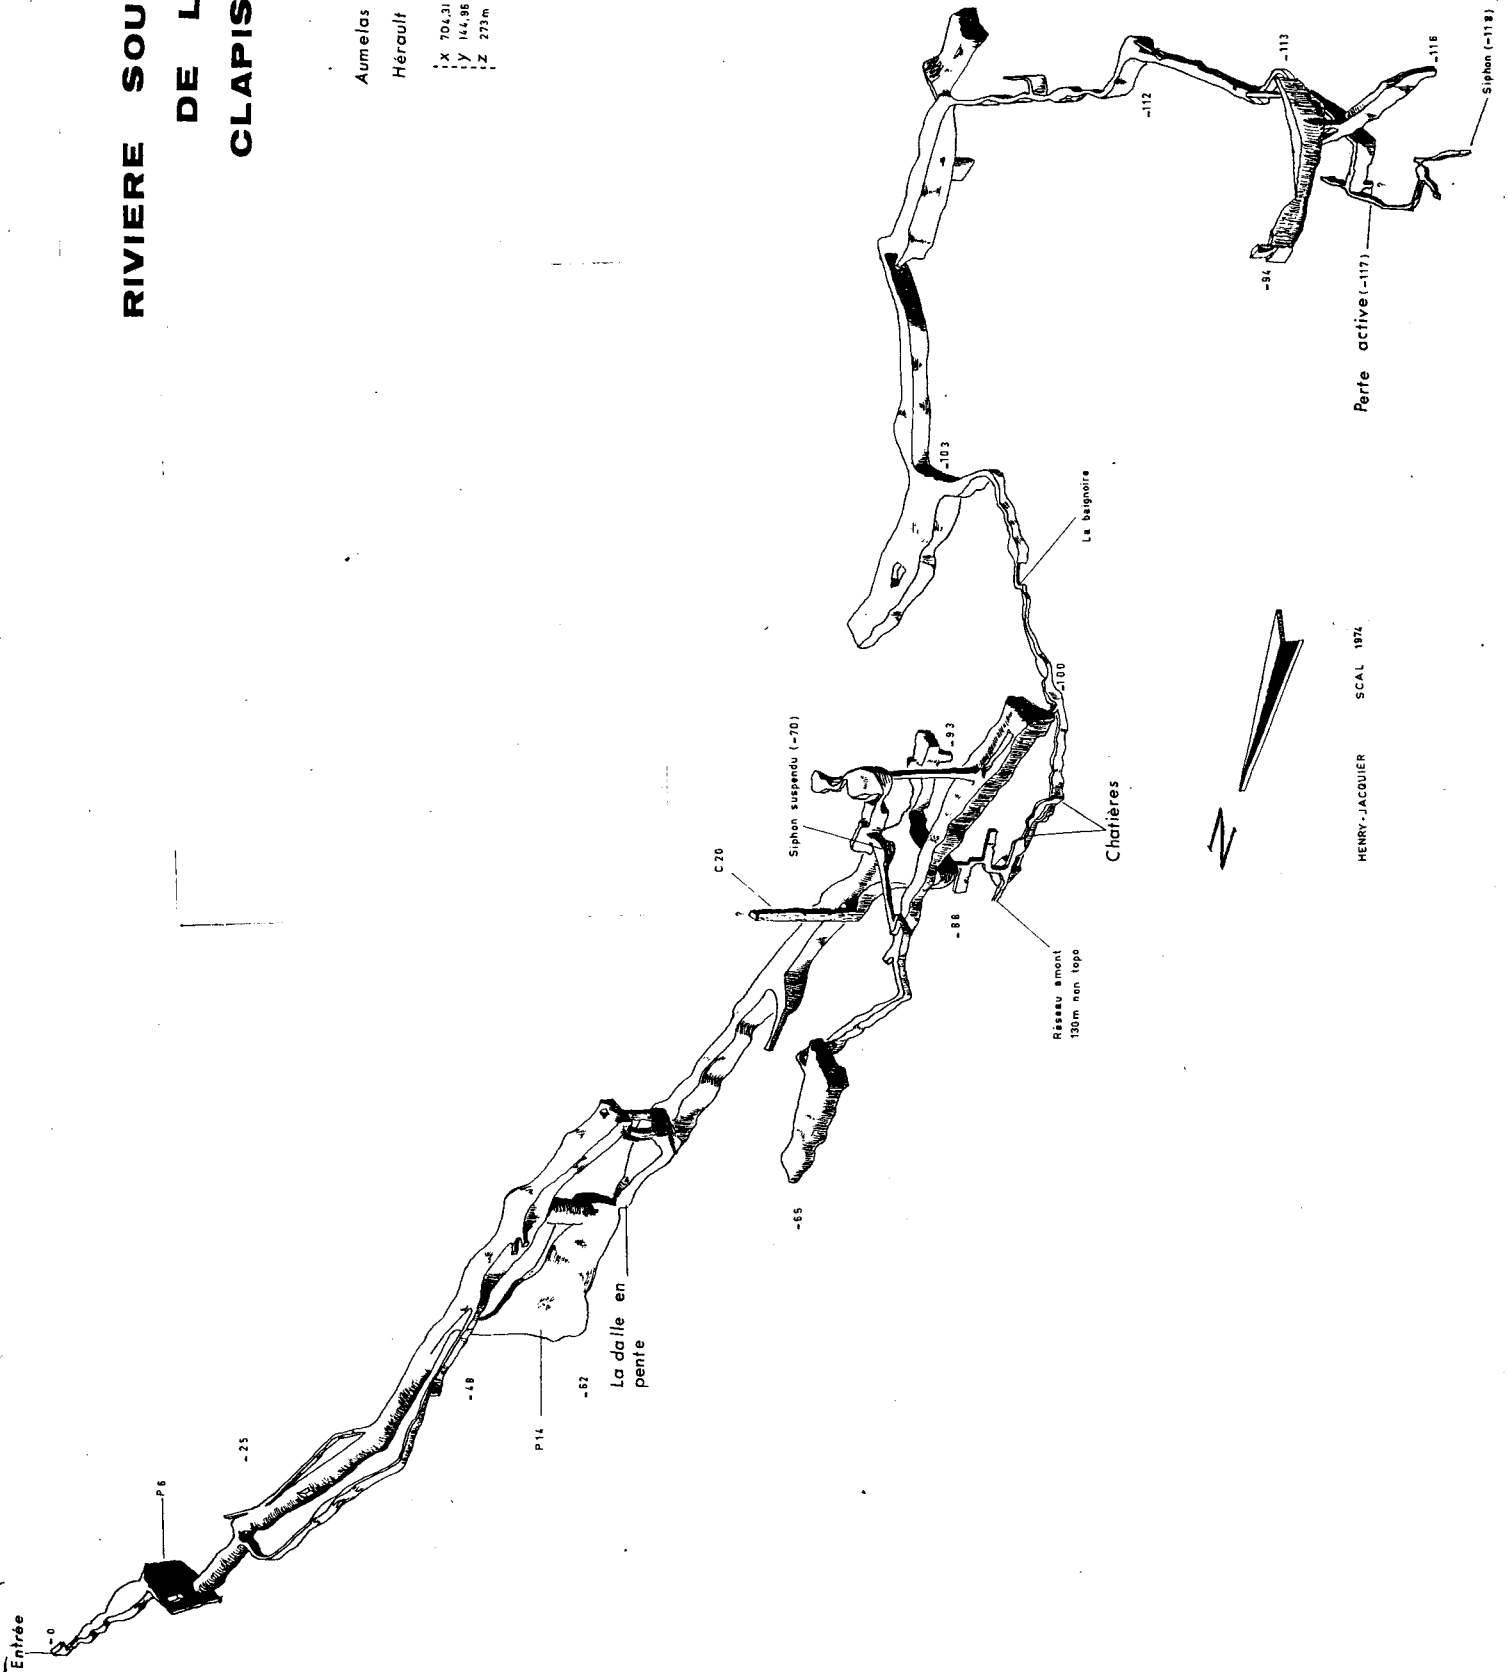 RIVIERE SOU
DE L
CLAPIS
Aumelas
Hérault
x 704,31
y 144,96
z 273m
Entrée
-0
P6
-25
-48
P14
-62
La dalle en
pente
-65
C20
?
Siphon suspendu (-70)
-93
-88
Réseau amont
130m non topo
Chatières
-100
La baignoire
-103
-112
-113
-94
-116
?
Perte active (-117)
Siphon (-118)
N
HENRY-JACQUIER SCAL 1974